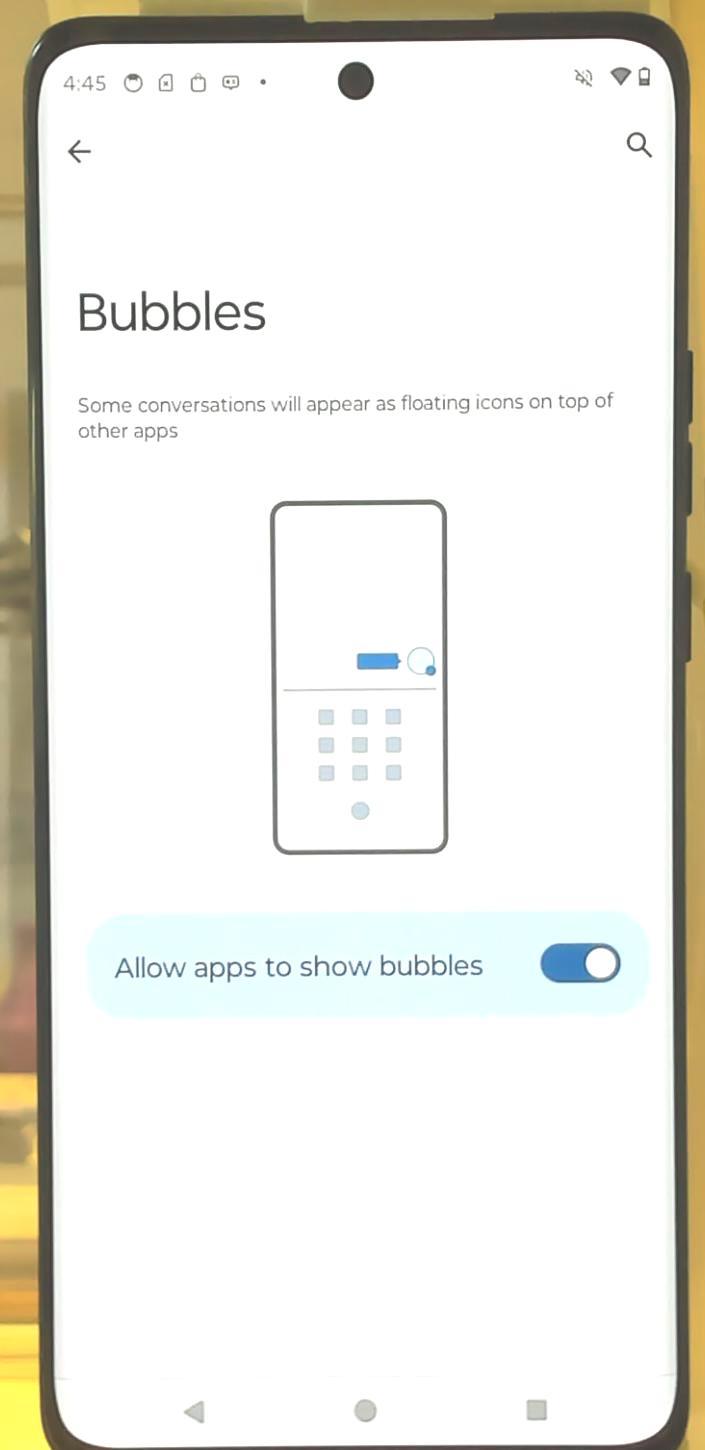 4:45
Bubbles
Some conversations will appear as floating icons on top of
other apps
Allow apps to show bubbles